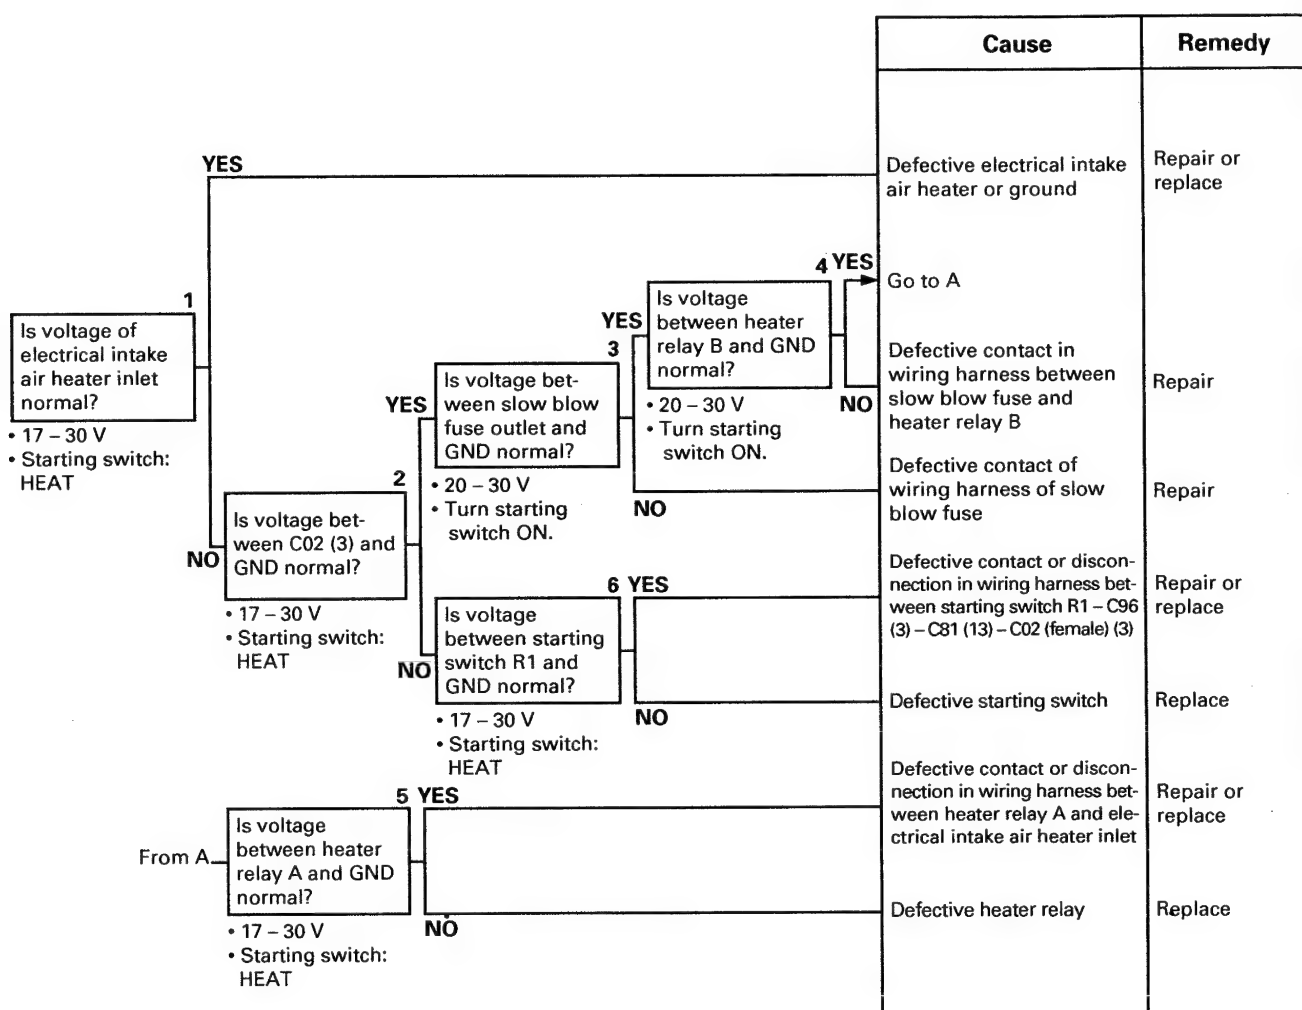 Cause
Remedy
YES
Defective electrical intake
air heater or ground
Repair or
replace
1
Is voltage of
electrical intake
air heater inlet
normal?
• 17 – 30 V
• Starting switch:
HEAT
4 YES
Go to A
Is voltage
between heater
relay B and GND
normal?
• 20 – 30 V
• Turn starting
switch ON.
NO
Defective contact in
wiring harness between
slow blow fuse and
heater relay B
Repair
YES
3
Is voltage bet-
ween slow blow
fuse outlet and
GND normal?
• 20 – 30 V
• Turn starting
switch ON.
NO
Defective contact of
wiring harness of slow
blow fuse
Repair
YES
2
NO
Is voltage bet-
ween C02 (3) and
GND normal?
• 17 – 30 V
• Starting switch:
HEAT
6 YES
Defective contact or discon-
nection in wiring harness bet-
ween starting switch R1 – C96
(3) – C81 (13) – C02 (female) (3)
Repair or
replace
NO
Is voltage
between starting
switch R1 and
GND normal?
• 17 – 30 V
• Starting switch:
HEAT
NO
Defective starting switch
Replace
5 YES
Defective contact or discon-
nection in wiring harness bet-
ween heater relay A and ele-
ctrical intake air heater inlet
Repair or
replace
From A
Is voltage
between heater
relay A and GND
normal?
• 17 – 30 V
• Starting switch:
HEAT
NO
Defective heater relay
Replace